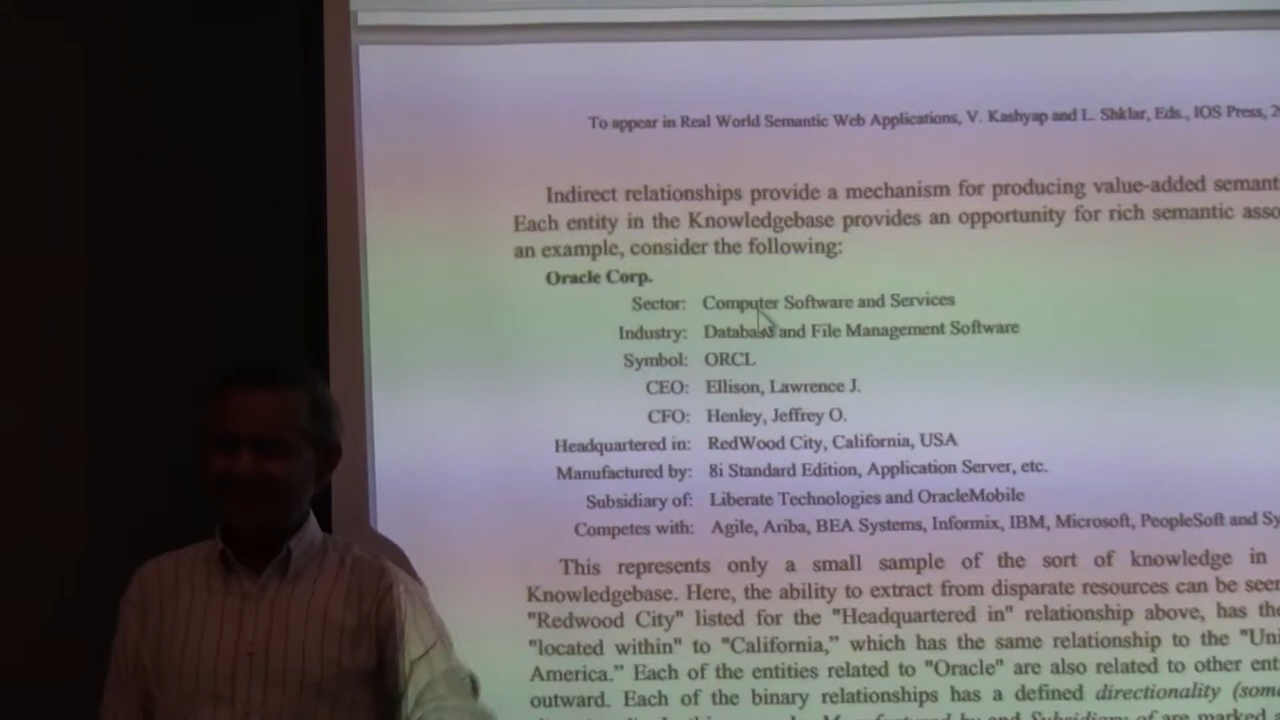 To appear in Real World Semantic Web Applications, V. Kashyap and L. Shklar, Eds., IOS Press,
Indirect relationships provide a mechanism for producing value-added
Each entity in the Knowledgebase provides an opportunity for rich semantic
an example, consider the following:
Oracle Corp.
Sector: Computer Software and Services
Industry: Database and File Management Software
Symbol: ORCL
CEO: Ellison, Lawrence J.
CFO: Henley, Jeffrey O.
Headquartered in: RedWood City, California, USA
Manufactured by: 8i Standard Edition, Application Server, etc.
Subsidiary of: Liberate Technologies and OracleMobile
Competes with: Agile, Ariba, BEA Systems, Informix, IBM, Microsoft, PeopleSoft and
This represents only a small sample of the sort of knowledge in
Knowledgebase. Here, the ability to extract from disparate resources can be
"Redwood City" listed for the "Headquartered in" relationship above, has
"located within" to "California," which has the same relationship to the
America." Each of the entities related to "Oracle" are also related to other
outward. Each of the binary relationships has a defined directionality
Manufactured by and Subsidiary of are marked